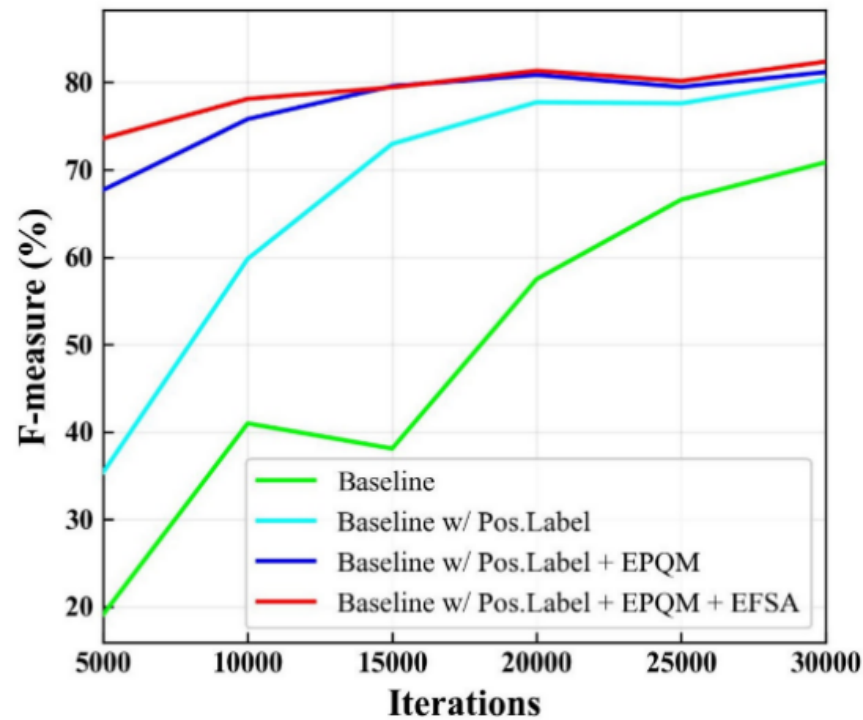 F-measure (%)
80
70
60
50
40
30
20
Baseline
Baseline w/ Pos.Label
Baseline w/ Pos.Label + EPQM
Baseline w/ Pos.Label + EPQM + EFSA
5000 10000 15000 20000 25000 30000
Iterations